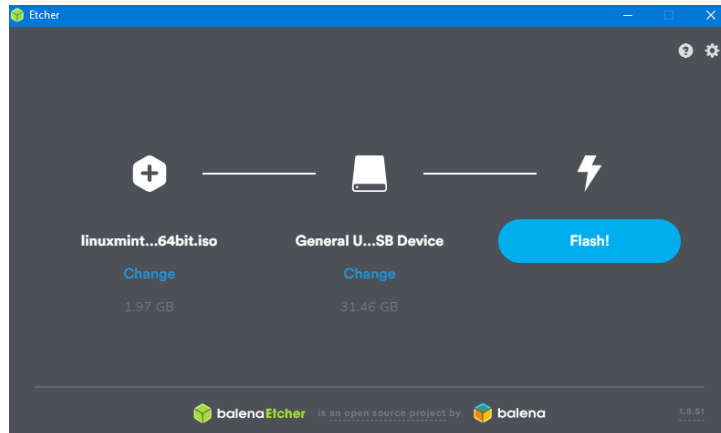 Etcher
linuxmint...64bit.iso
General U...SB Device
Flash!
Change
Change
1.97 GB
31.46 GB
balenaEtcher is an open source project by balena
1.5.51